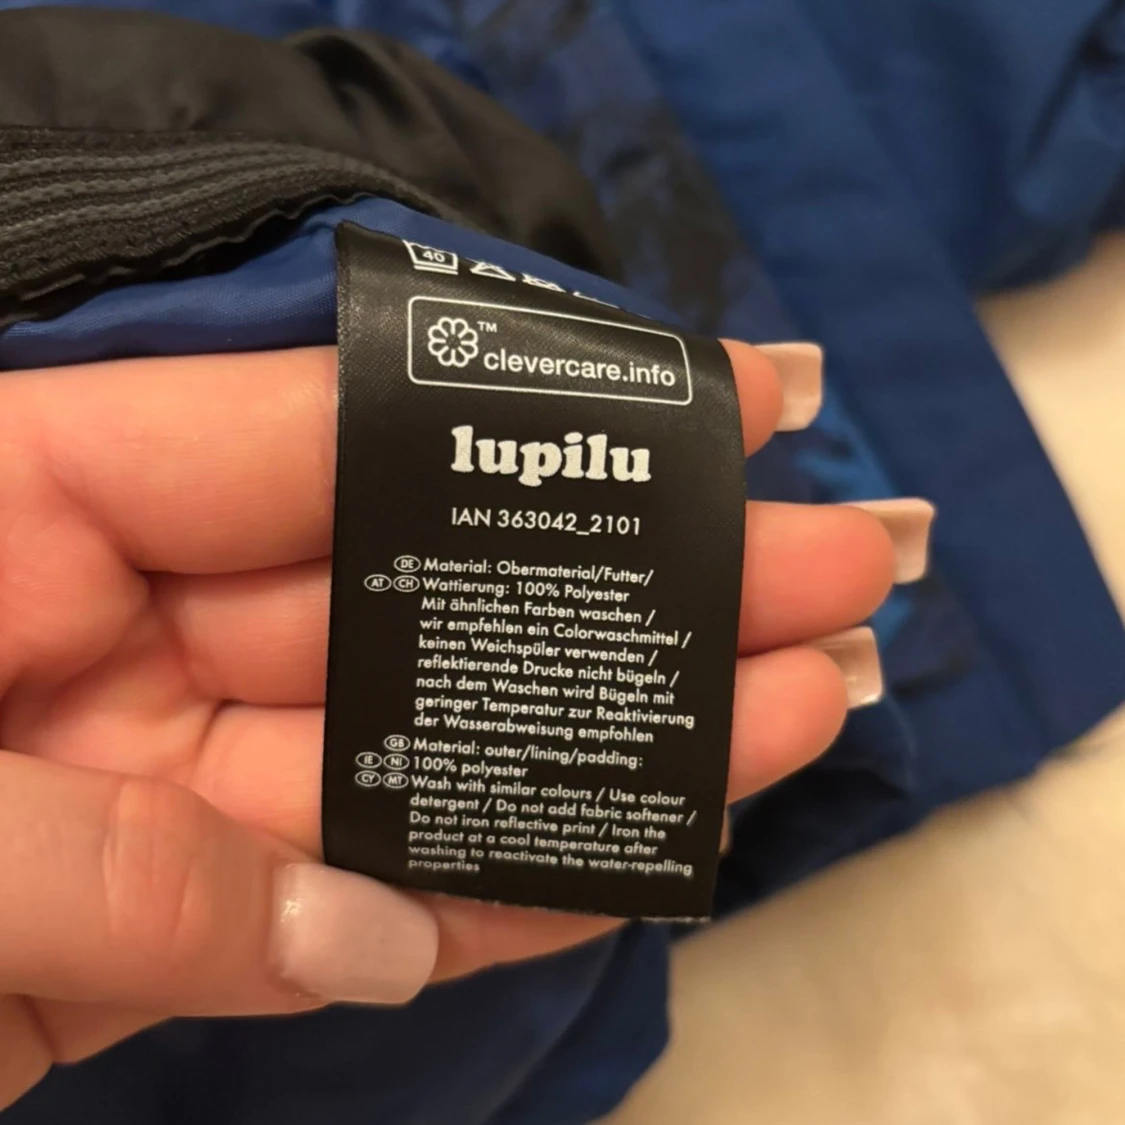 40
TM
clevercare.info
lupilu
IAN 363042_2101
DE Material: Obermaterial/Futter/
AT CH Wattierung: 100% Polyester
Mit ähnlichen Farben waschen /
wir empfehlen ein Colorwaschmittel /
keinen Weichspüler verwenden /
reflektierende Drucke nicht bügeln /
nach dem Waschen wird Bügeln mit
geringer Temperatur zur Reaktivierung
der Wasserabweisung empfohlen
GB Material: outer/lining/padding:
IE NI 100% polyester
CY MT Wash with similar colours / Use colour
detergent / Do not add fabric softener /
Do not iron reflective print / Iron the
product at a cool temperature after
washing to reactivate the water-repelling
properties